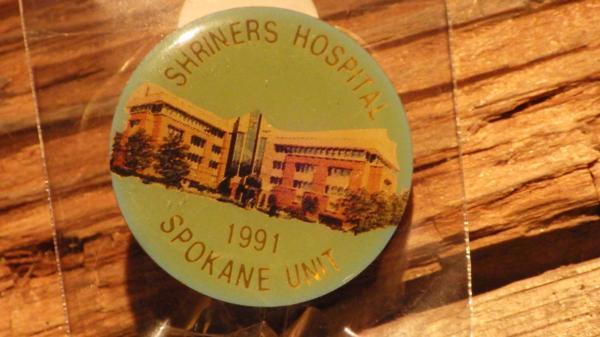 SHRINERS HOSPITAL
1991
SPOKANE UNIT